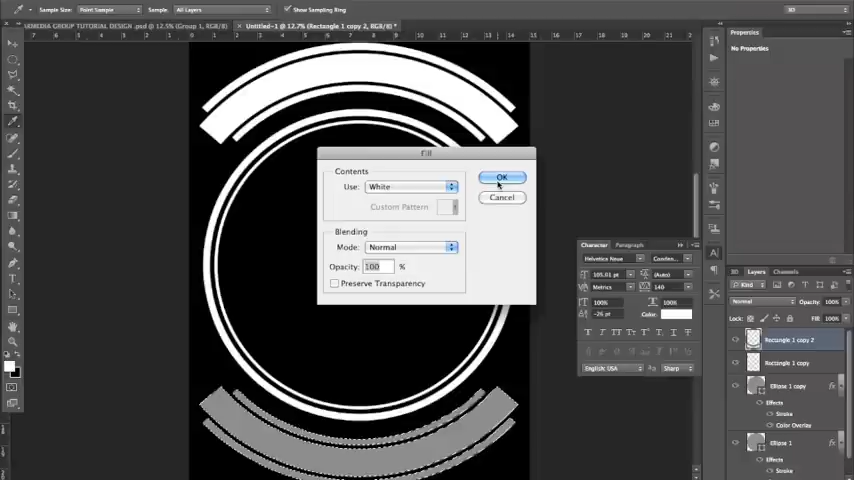 Sample Size: Point Sample Sample: All Layers Show Sampling Ring 3D
MEDIA GROUP TUTORIAL DESIGN .psd @ 12.5% (Group 1, RGB/8) Untitled-1 @ 12.7% (Rectangle 1 copy 2, RGB/8) *
Properties
No Properties
Fill
Contents
Use: White
OK
Custom Pattern
Cancel
Blending
Mode: Normal
Opacity: 100 %
Preserve Transparency
Character Paragraph
Helvetica Neue Conden...
105.01 pt (Auto)
Metrics 140
100% 100%
-26 pt Color:
English: USA Sharp
3D Layers Channels
Kind
Normal Opacity: 100%
Lock: Fill: 100%
Rectangle 1 copy 2
Rectangle 1 copy
Ellipse 1 copy fx
Effects
Stroke
Color Overlay
Ellipse 1 fx
Effects
Stroke